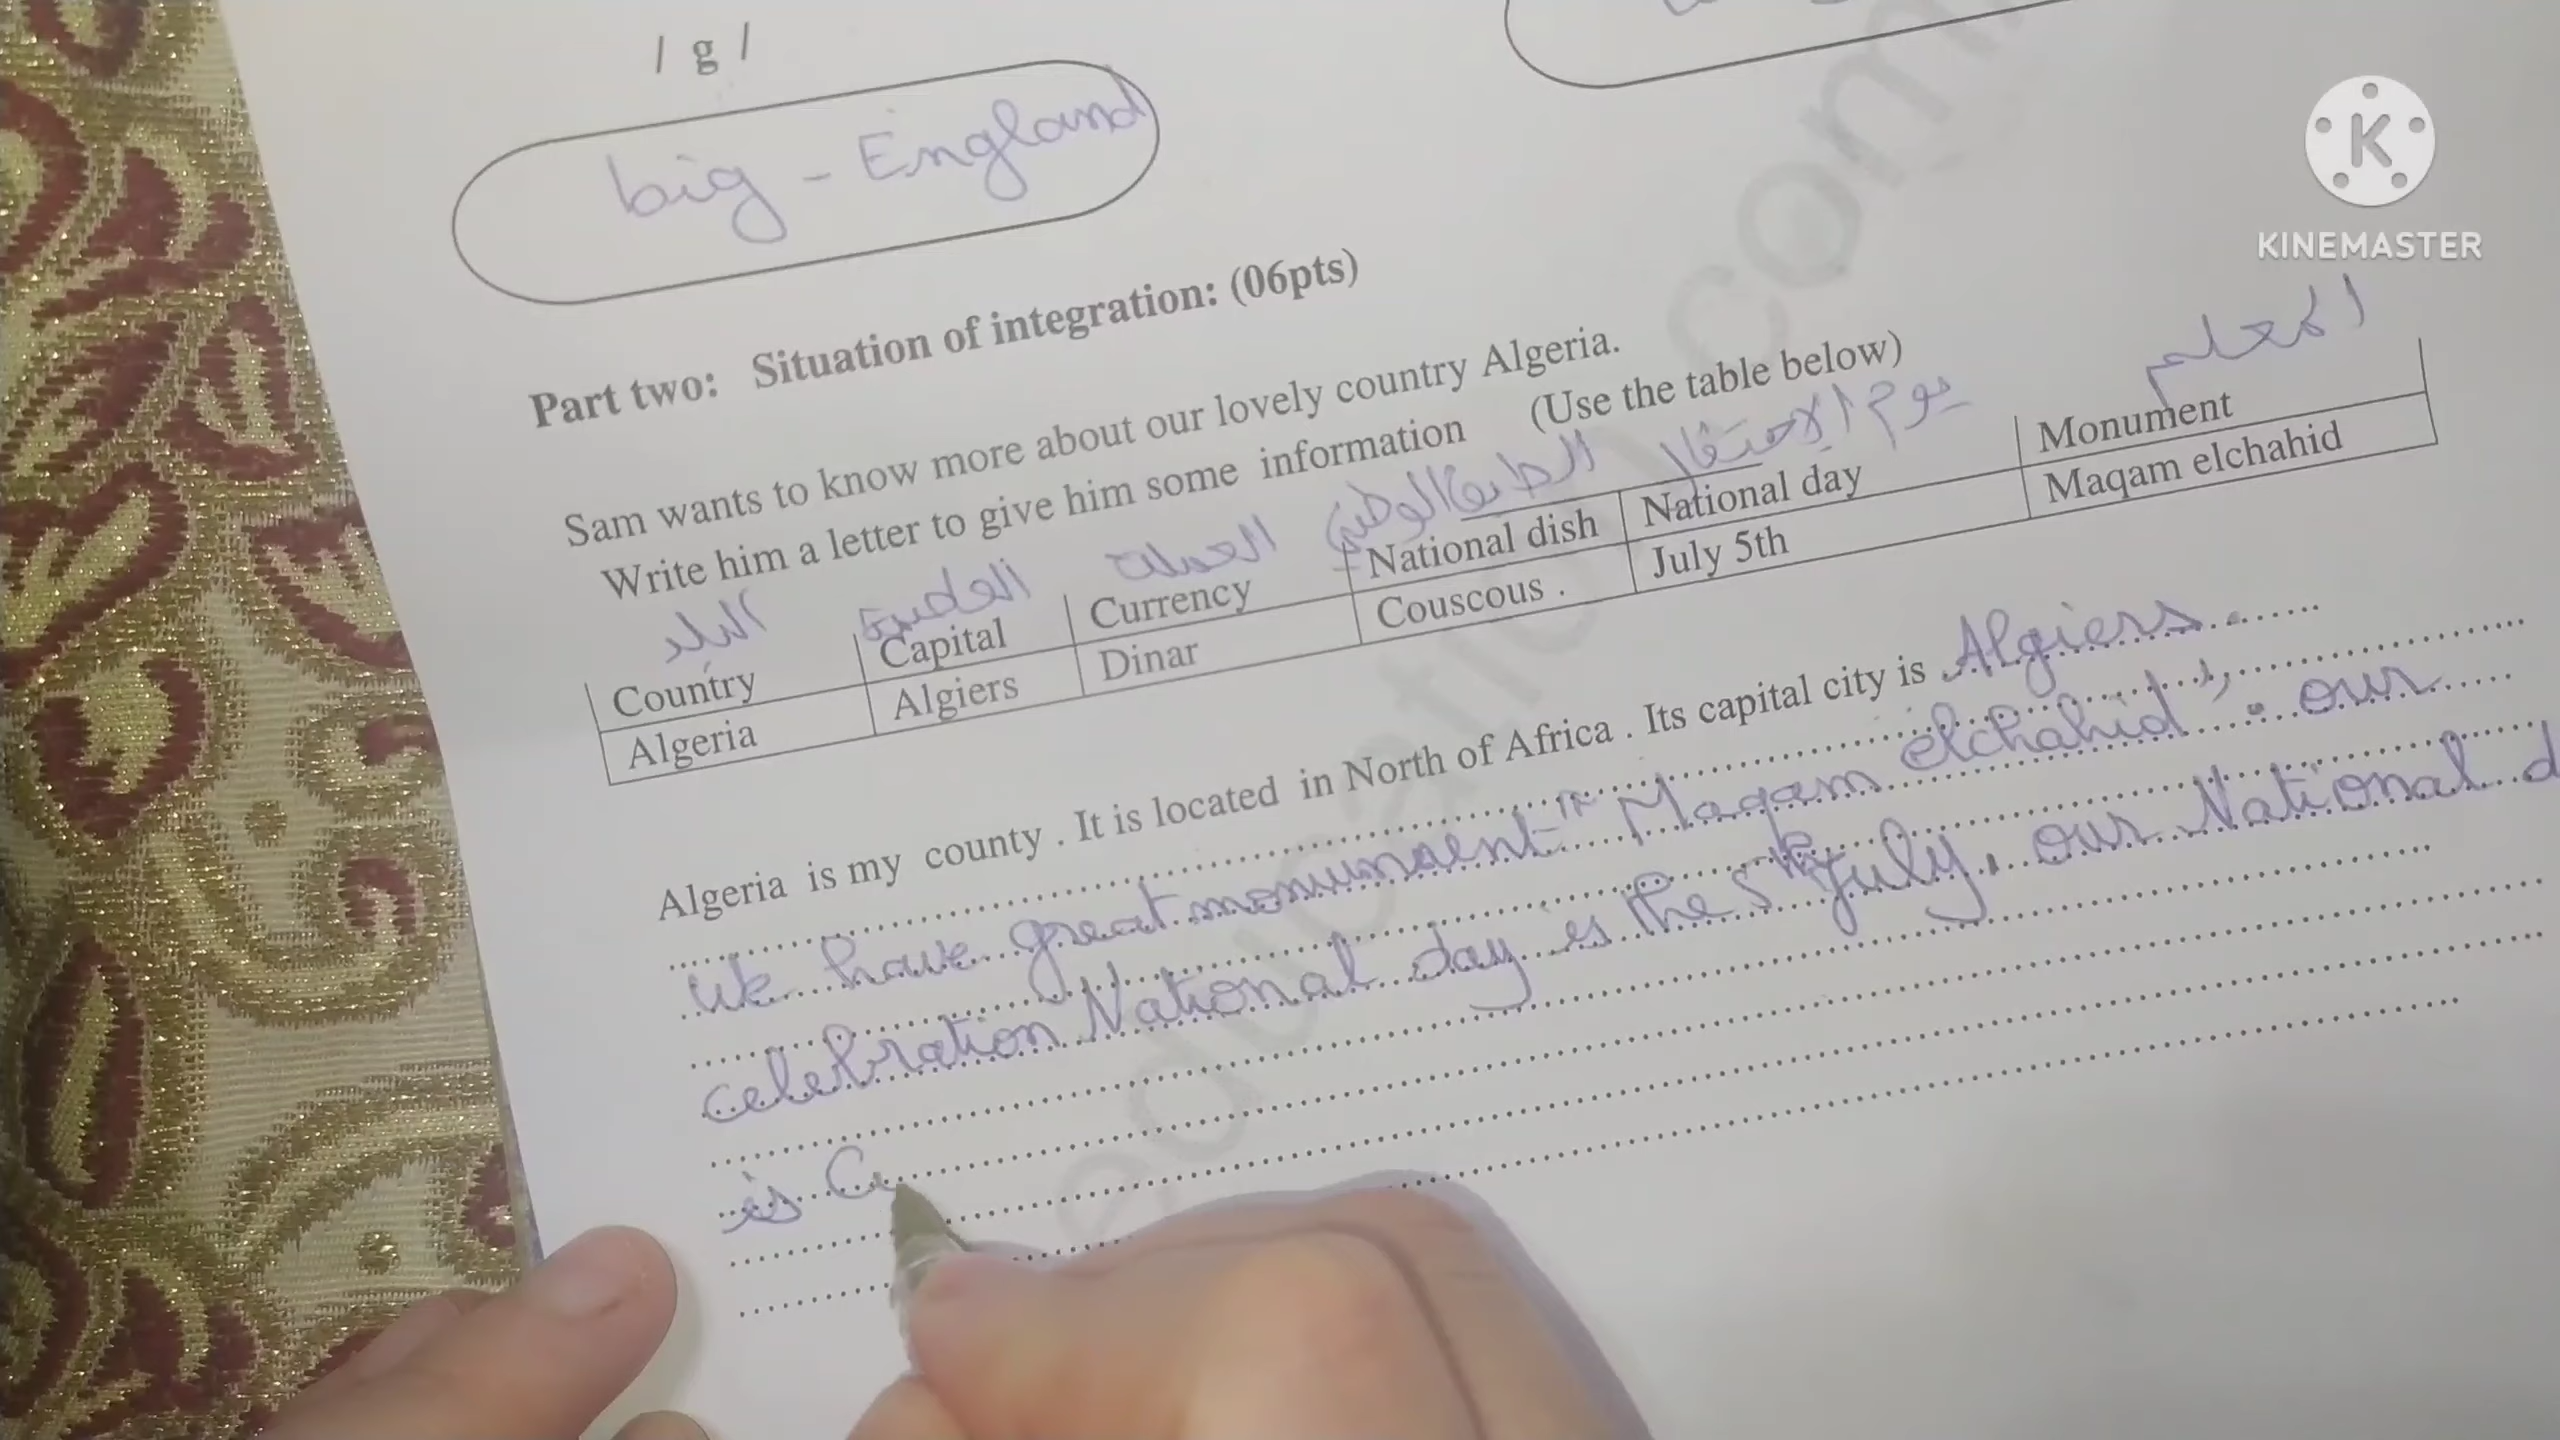 / g /
big - England
KINEMASTER
Part two: Situation of integration: (06pts)
Sam wants to know more about our lovely country Algeria.
Write him a letter to give him some information (Use the table below)
البلد العاصمة العملة الطبق الوطني يوم الإستقلال المعلم
Country Capital Currency National dish National day Monument
Algeria Algiers Dinar Couscous . July 5th Maqam elchahid
Algeria is my county . It is located in North of Africa . Its capital city is Algiers.
We have great monument "Maqam elchahid". our
celebration National day is the 5th July, our National d
is C